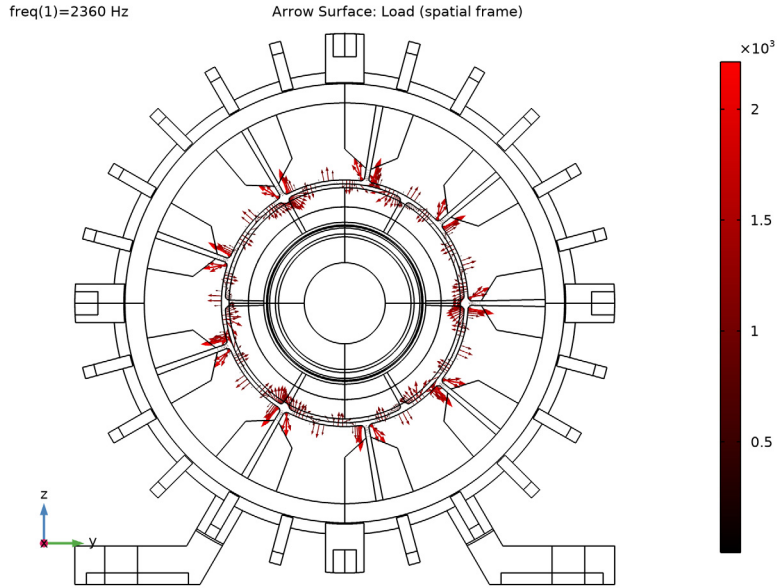 freq(1)=2360 Hz
Arrow Surface: Load (spatial frame)
×10³
2
1.5
1
0.5
z
y
x